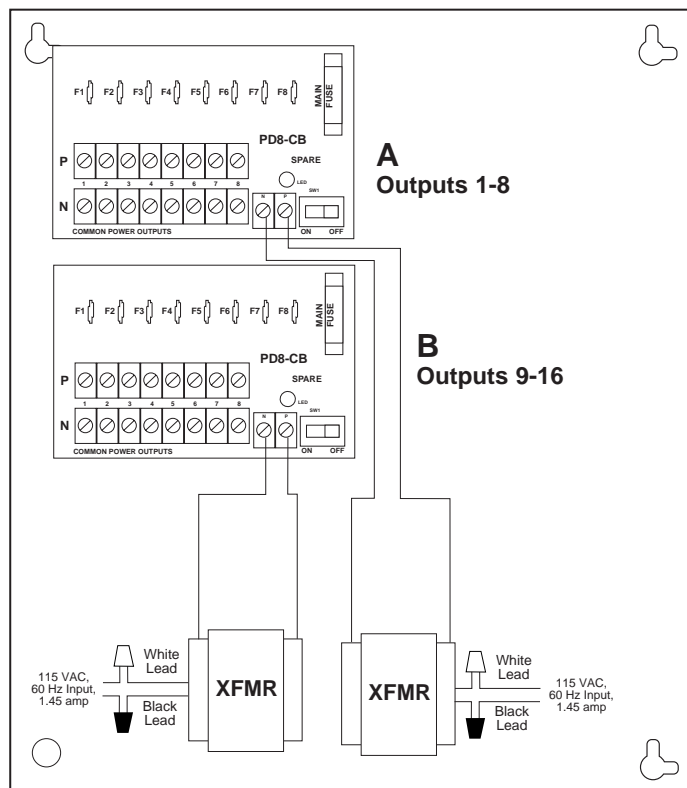 F1 F2 F3 F4 F5 F6 F7 F8
MAIN
FUSE
PD8-CB
SPARE
LED
SW1
P
1 2 3 4 5 6 7 8
N
N P
ON OFF
COMMON POWER OUTPUTS
A
Outputs 1-8
F1 F2 F3 F4 F5 F6 F7 F8
MAIN
FUSE
PD8-CB
SPARE
LED
SW1
P
1 2 3 4 5 6 7 8
N
N P
ON OFF
COMMON POWER OUTPUTS
B
Outputs 9-16
115 VAC,
60 Hz Input,
1.45 amp
White
Lead
Black
Lead
XFMR
XFMR
White
Lead
Black
Lead
115 VAC,
60 Hz Input,
1.45 amp